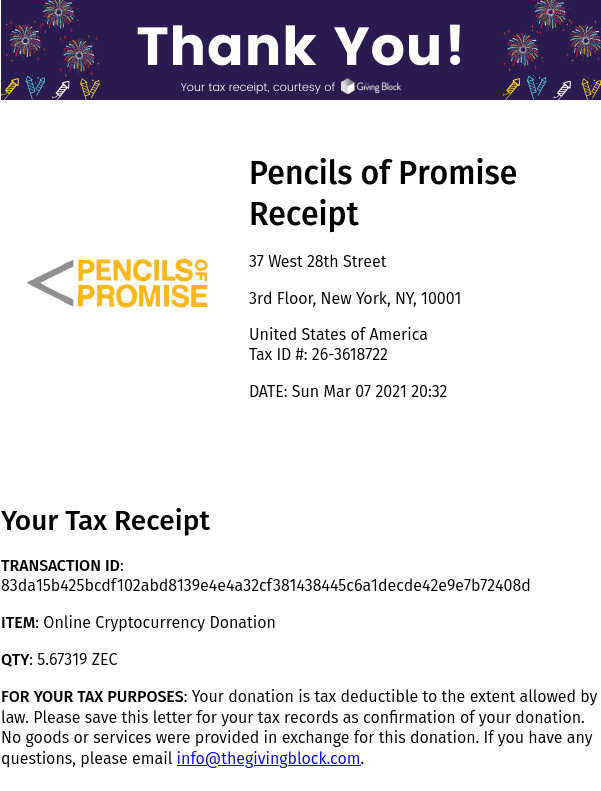 Thank You!
Your tax receipt, courtesy of The Giving Block
Pencils of Promise
Receipt
37 West 28th Street
PENCILS OF
PROMISE
3rd Floor, New York, NY, 10001
United States of America
Tax ID #: 26-3618722
DATE: Sun Mar 07 2021 20:32
Your Tax Receipt
TRANSACTION ID:
83da15b425bcdf102abd8139e4e4a32cf381438445c6a1decde42e9e7b72408d
ITEM: Online Cryptocurrency Donation
QTY: 5.67319 ZEC
FOR YOUR TAX PURPOSES: Your donation is tax deductible to the extent allowed by
law. Please save this letter for your tax records as confirmation of your donation.
No goods or services were provided in exchange for this donation. If you have any
questions, please email info@thegivingblock.com.